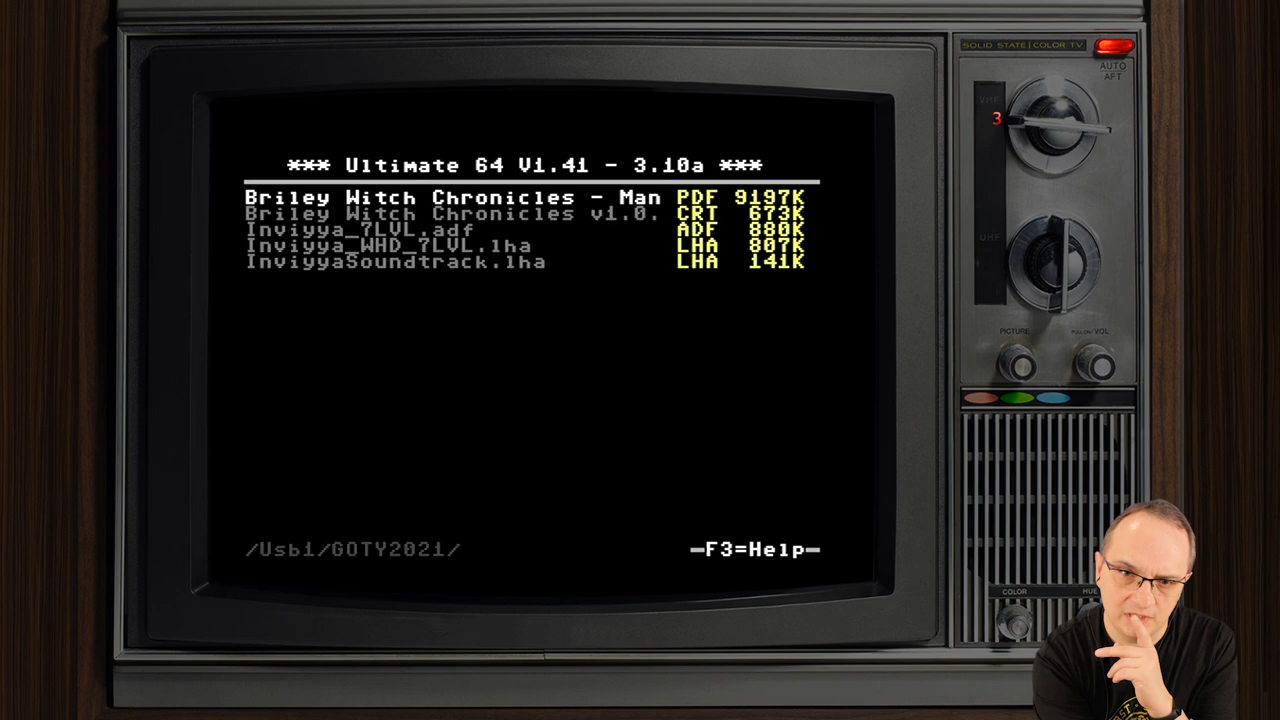 SOLID STATE | COLOR TV
AUTO
AFT
VHF
3
*** Ultimate 64 V1.41 - 3.10a ***
Briley Witch Chronicles - Man PDF 9197K
Briley Witch Chronicles v1.0. CRT 673K
Inviyya_7LVL.adf ADF 880K
Inviyya_WHD_7LVL.lha LHA 807K
InviyyaSoundtrack.lha LHA 141K
UHF
PICTURE
VOL
/Usb1/GOTY2021/ —F3=Help—
COLOR
HUE